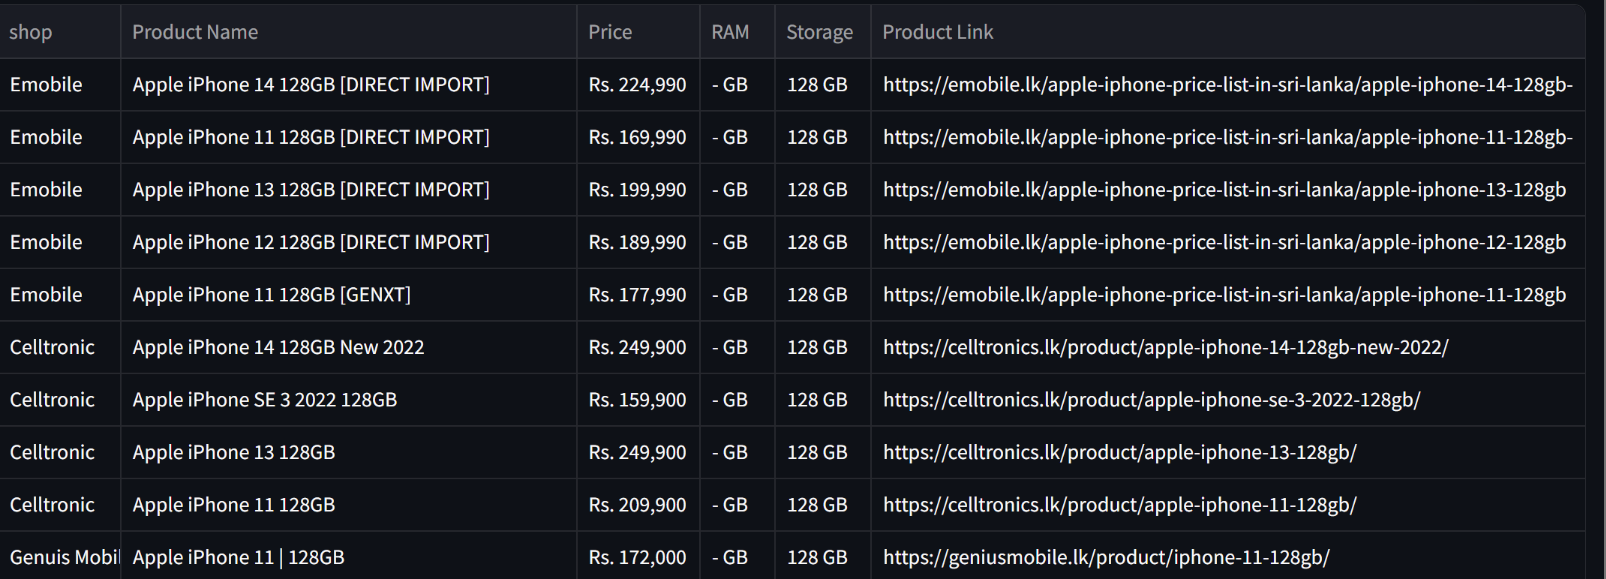 shop Product Name Price RAM Storage Product Link
Emobile Apple iPhone 14 128GB [DIRECT IMPORT] Rs. 224,990 - GB 128 GB https://emobile.lk/apple-iphone-price-list-in-sri-lanka/apple-iphone-14-128gb-
Emobile Apple iPhone 11 128GB [DIRECT IMPORT] Rs. 169,990 - GB 128 GB https://emobile.lk/apple-iphone-price-list-in-sri-lanka/apple-iphone-11-128gb-
Emobile Apple iPhone 13 128GB [DIRECT IMPORT] Rs. 199,990 - GB 128 GB https://emobile.lk/apple-iphone-price-list-in-sri-lanka/apple-iphone-13-128gb
Emobile Apple iPhone 12 128GB [DIRECT IMPORT] Rs. 189,990 - GB 128 GB https://emobile.lk/apple-iphone-price-list-in-sri-lanka/apple-iphone-12-128gb
Emobile Apple iPhone 11 128GB [GENXT] Rs. 177,990 - GB 128 GB https://emobile.lk/apple-iphone-price-list-in-sri-lanka/apple-iphone-11-128gb
Celltronic Apple iPhone 14 128GB New 2022 Rs. 249,900 - GB 128 GB https://celltronics.lk/product/apple-iphone-14-128gb-new-2022/
Celltronic Apple iPhone SE 3 2022 128GB Rs. 159,900 - GB 128 GB https://celltronics.lk/product/apple-iphone-se-3-2022-128gb/
Celltronic Apple iPhone 13 128GB Rs. 249,900 - GB 128 GB https://celltronics.lk/product/apple-iphone-13-128gb/
Celltronic Apple iPhone 11 128GB Rs. 209,900 - GB 128 GB https://celltronics.lk/product/apple-iphone-11-128gb/
Genuis Mobil Apple iPhone 11 | 128GB Rs. 172,000 - GB 128 GB https://geniusmobile.lk/product/iphone-11-128gb/